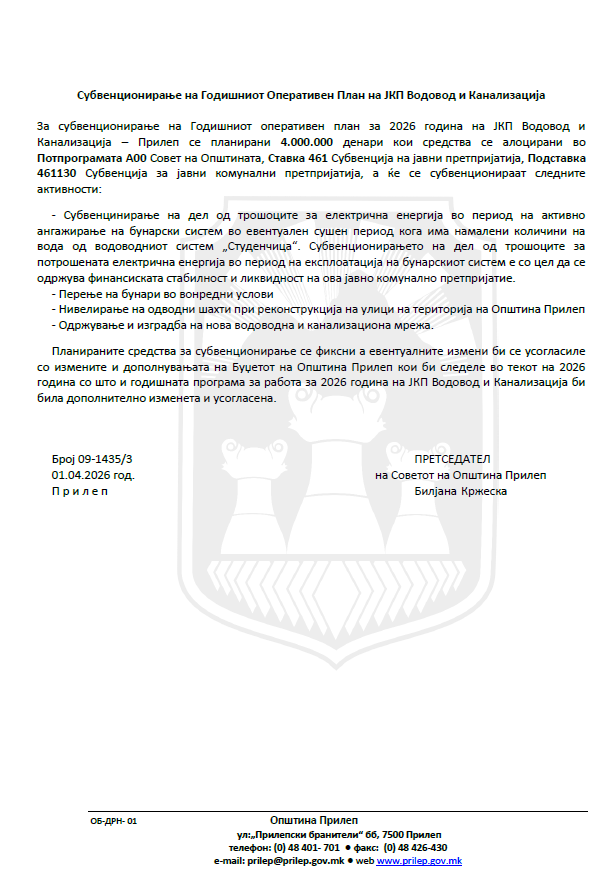 Субвенционирање на Годишниот Оперативен План на ЈКП Водовод и Канализација
За субвенционирање на Годишниот оперативен план за 2026 година на ЈКП Водовод и
Канализација – Прилеп се планирани 4.000.000 денари кои средства се алоцирани во
Потпрограмата А00 Совет на Општината, Ставка 461 Субвенција на јавни претпријатија, Подставка
461130 Субвенција за јавни комунални претпријатија, а ќе се субвенционираат следните
активности:
- Субвенцинирање на дел од трошоците за електрична енергија во период на активно
ангажирање на бунарски систем во евентуален сушен период кога има намалени количини на
вода од водоводниот систем „Студенчица“. Субвенционирањето на дел од трошоците за
потрошената електрична енергија во период на експлоатација на бунарскиот систем е со цел да се
одржува финансиската стабилност и ликвидност на ова јавно комунално претпријатие.
- Перење на бунари во вонредни услови
- Нивелирање на одводни шахти при реконструкција на улици на територија на Општина Прилеп
- Одржување и изградба на нова водоводна и канализациона мрежа.
Планираните средства за субвенционирање се фиксни а евентуалните измени би се усогласиле
со измените и дополнувањата на Буџетот на Општина Прилеп кои би следеле во текот на 2026
година со што и годишната програма за работа за 2026 година на ЈКП Водовод и Канализација би
била дополнително изменета и усогласена.
Број 09-1435/3 ПРЕТСЕДАТЕЛ
01.04.2026 год. на Советот на Општина Прилеп
П р и л е п Билјана Кржеска
ОБ-ДРН- 01 Општина Прилеп
ул:„Прилепски бранители“ бб, 7500 Прилеп
телефон: (0) 48 401- 701 ● факс: (0) 48 426-430
e-mail: prilep@prilep.gov.mk ● web www.prilep.gov.mk